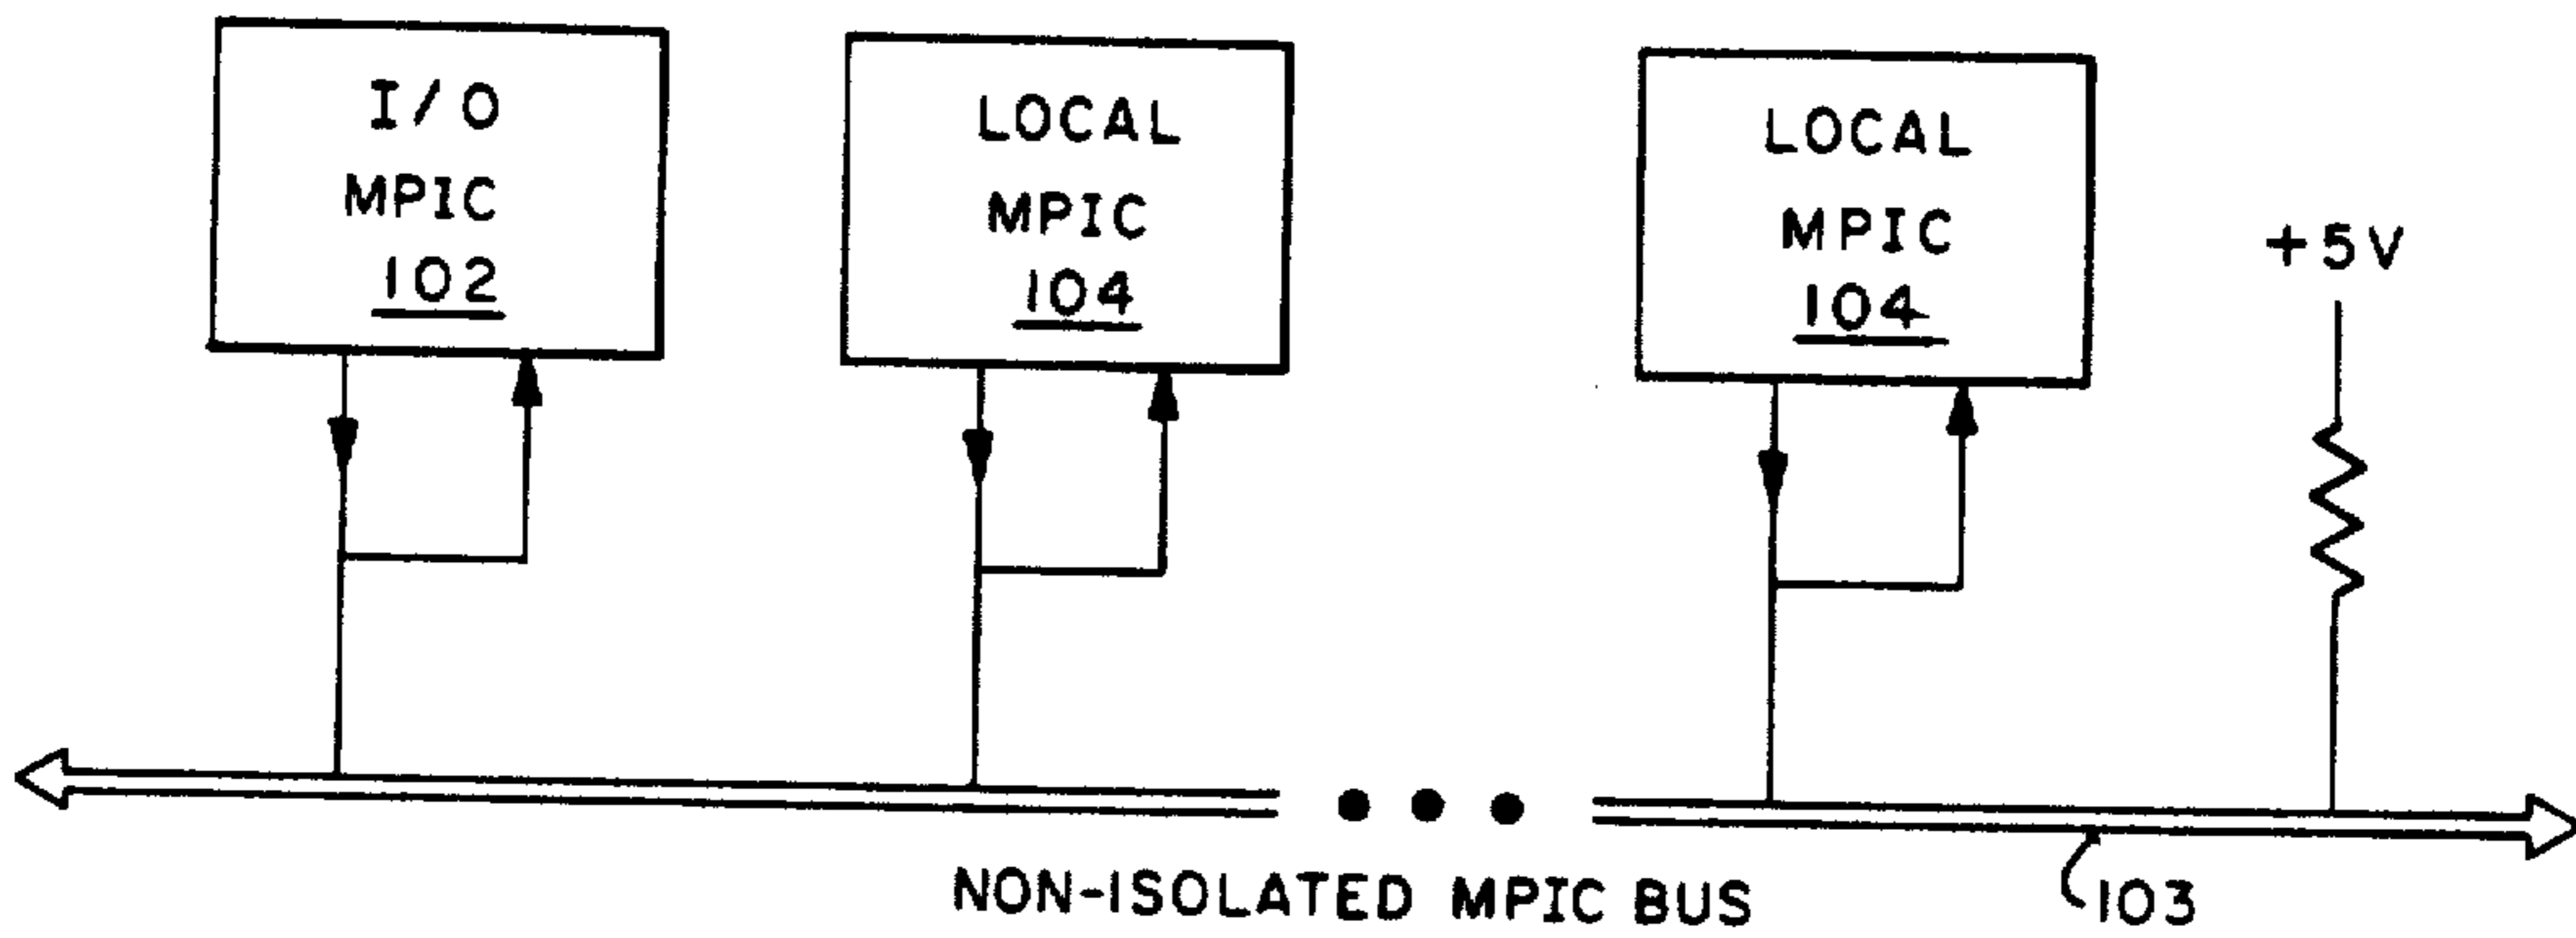 I/O
MPIC
102
LOCAL
MPIC
104
LOCAL
MPIC
104
+5V
NON-ISOLATED MPIC BUS
103